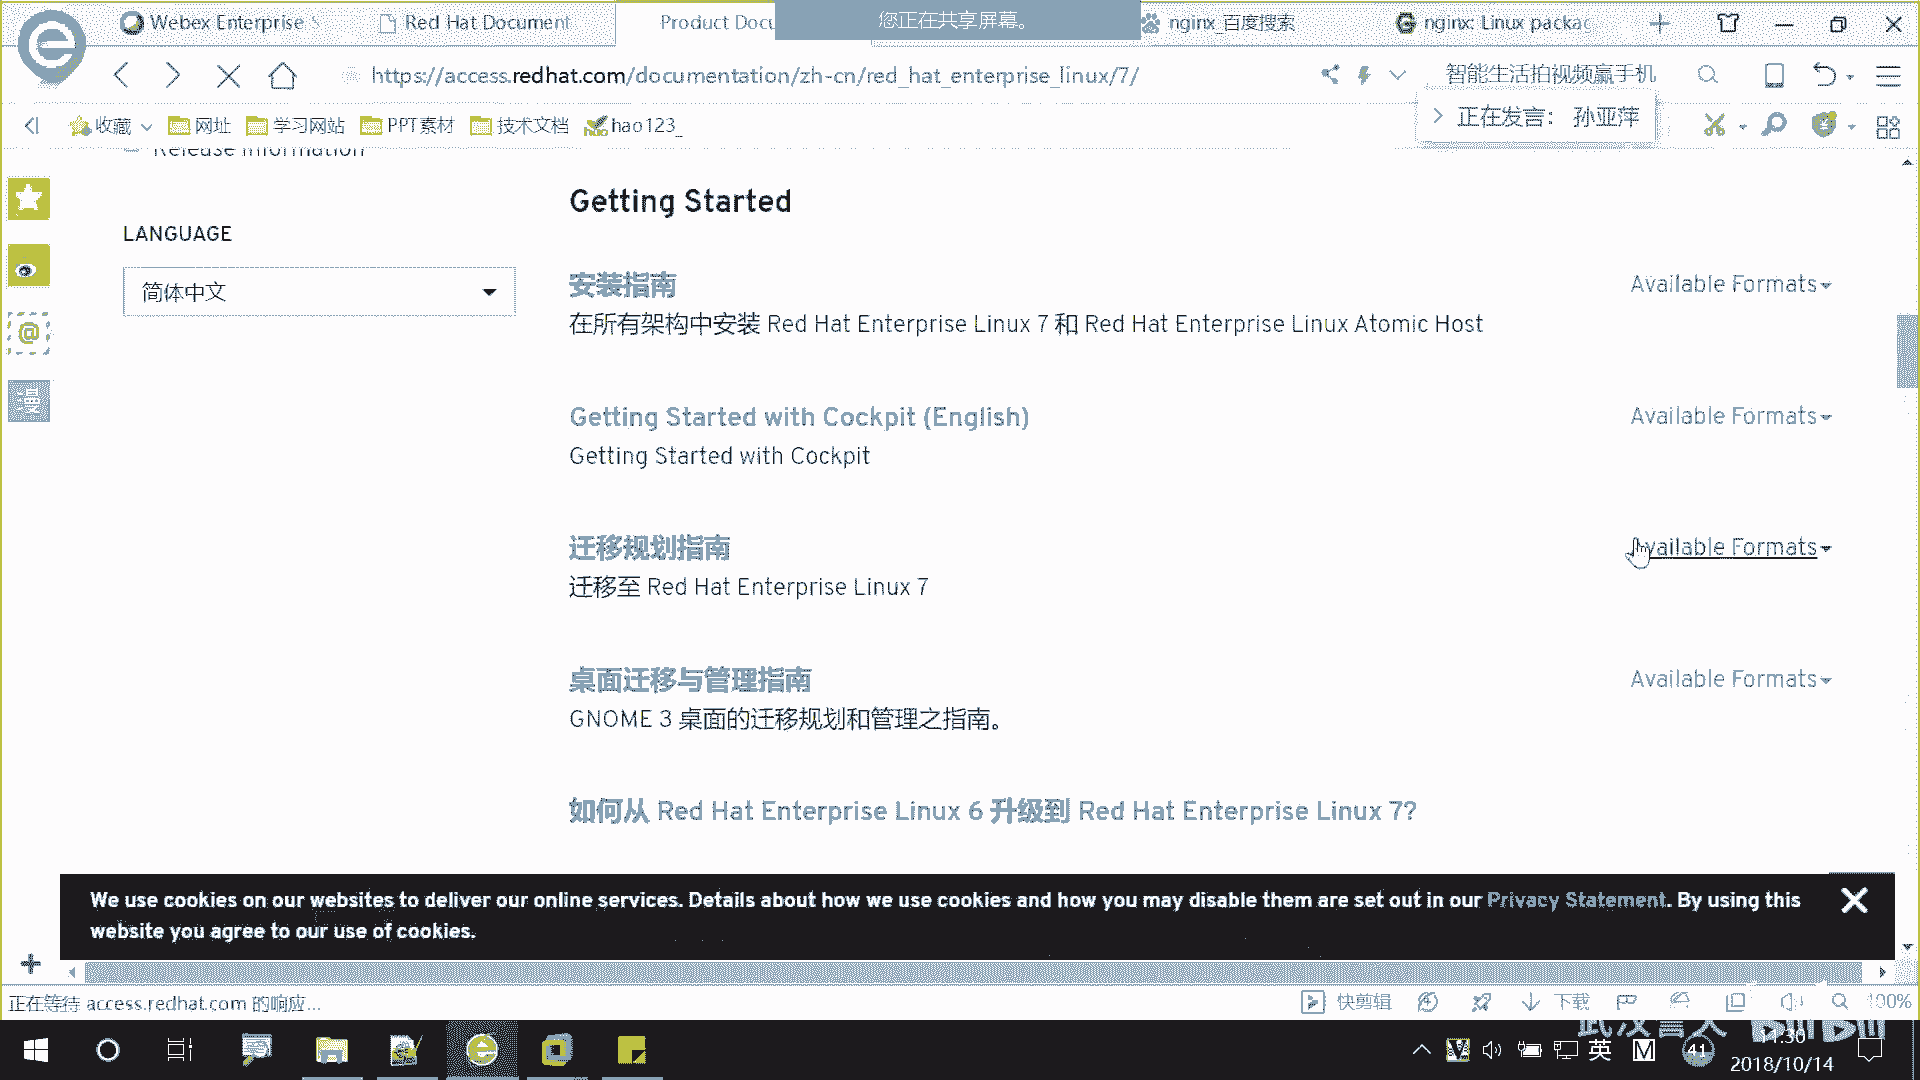 Webex Enterprise S
Red Hat Document
Product Docu
您正在共享屏幕。
nginx_百度搜索
nginx: Linux packag
https://access.redhat.com/documentation/zh-cn/red_hat_enterprise_linux/7/
智能生活拍视频赢手机
收藏
网址
学习网站
PPT素材
技术文档
hao123_
正在发言： 孙亚萍
Release Information
LANGUAGE
简体中文
漫
Getting Started
安装指南
Available Formats
在所有架构中安装 Red Hat Enterprise Linux 7 和 Red Hat Enterprise Linux Atomic Host
Getting Started with Cockpit (English)
Available Formats
Getting Started with Cockpit
迁移规划指南
Available Formats
迁移至 Red Hat Enterprise Linux 7
桌面迁移与管理指南
Available Formats
GNOME 3 桌面的迁移规划和管理之指南。
如何从 Red Hat Enterprise Linux 6 升级到 Red Hat Enterprise Linux 7?
We use cookies on our websites to deliver our online services. Details about how we use cookies and how you may disable them are set out in our Privacy Statement. By using this
website you agree to our use of cookies.
正在等待 access.redhat.com 的响应...
快剪辑
下载
100%
英
M
41
11:30
2018/10/14